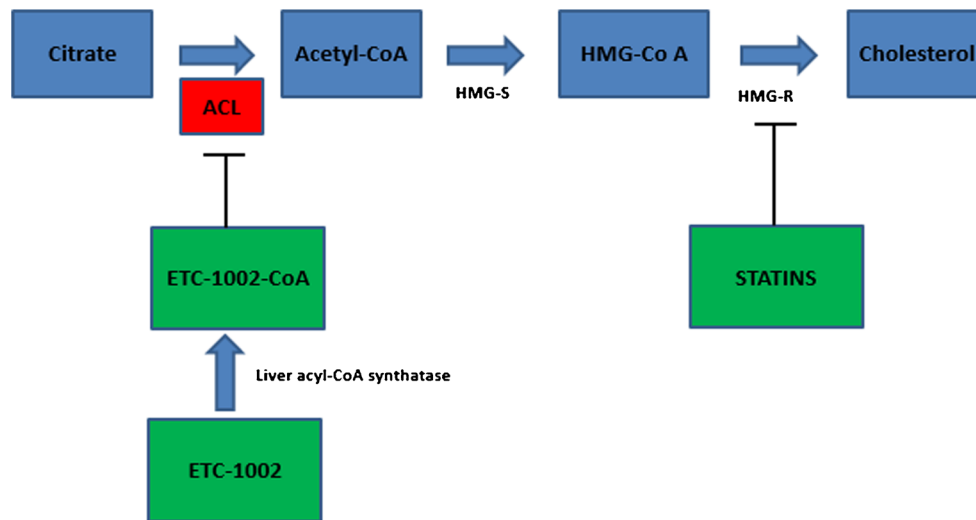 Citrate
Acetyl-CoA
HMG-Co A
Cholesterol
ACL
HMG-S
HMG-R
ETC-1002-CoA
STATINS
Liver acyl-CoA synthatase
ETC-1002